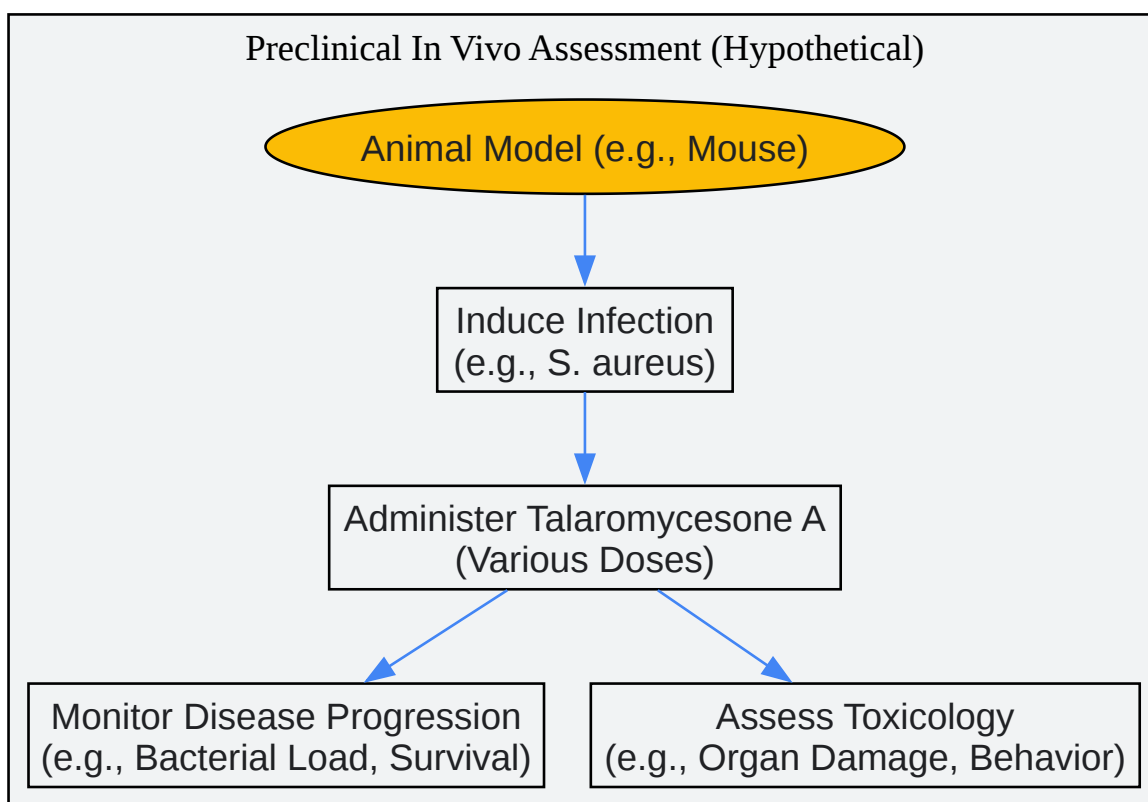 Preclinical In Vivo Assessment (Hypothetical)
Animal Model (e.g., Mouse)
Induce Infection
(e.g., S. aureus)
Administer Talaromycesone A
(Various Doses)
Monitor Disease Progression
(e.g., Bacterial Load, Survival)
Assess Toxicology
(e.g., Organ Damage, Behavior)